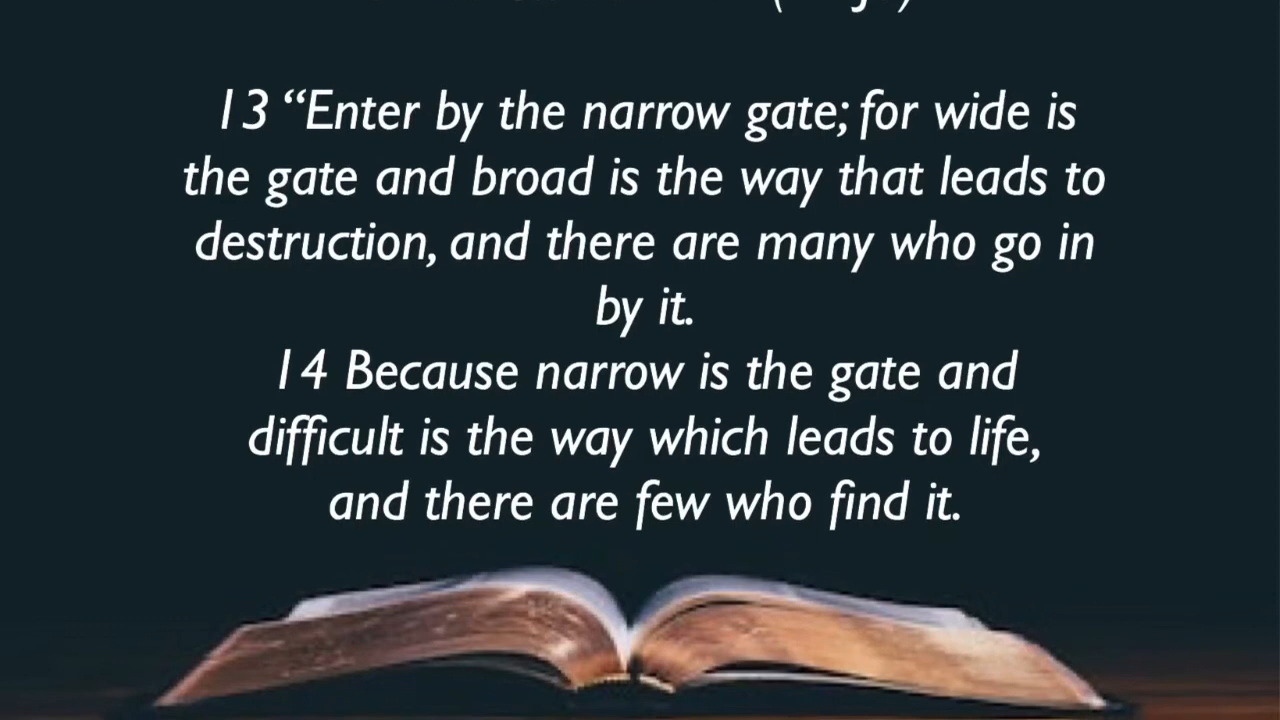 13 “Enter by the narrow gate; for wide is
the gate and broad is the way that leads to
destruction, and there are many who go in
by it.
14 Because narrow is the gate and
difficult is the way which leads to life,
and there are few who find it.